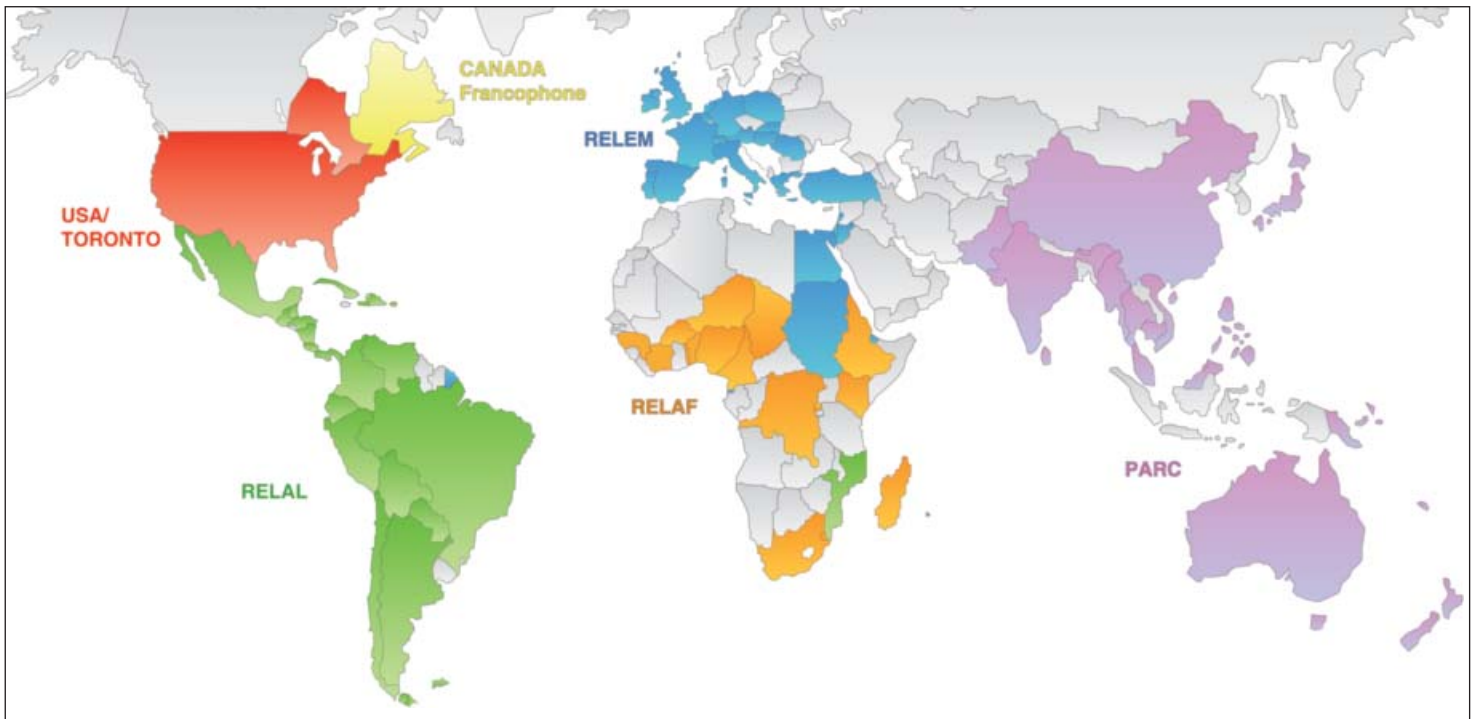 CANADA
Francophone
RELEM
USA/
TORONTO
RELAF
PARC
RELAL